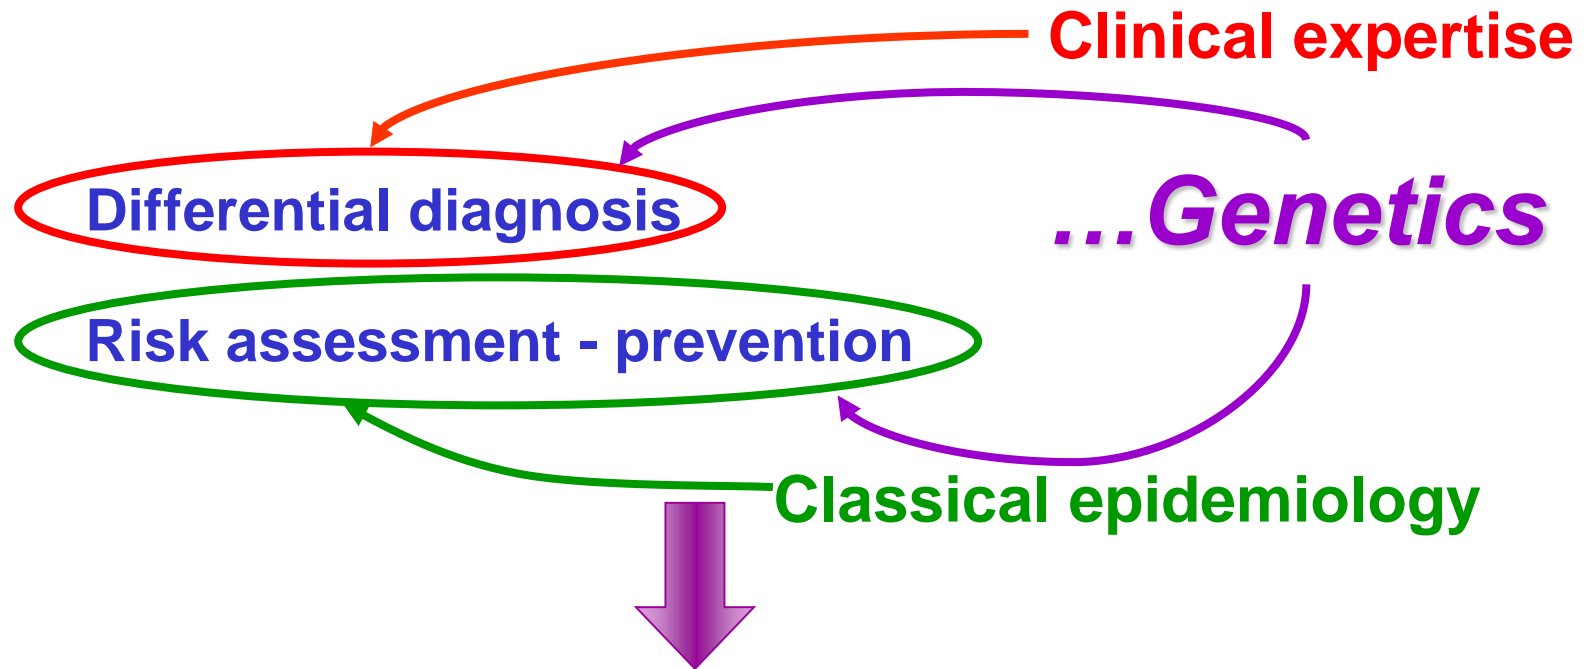 Clinical expertise
Differential diagnosis
...Genetics
Risk assessment - prevention
Classical epidemiology